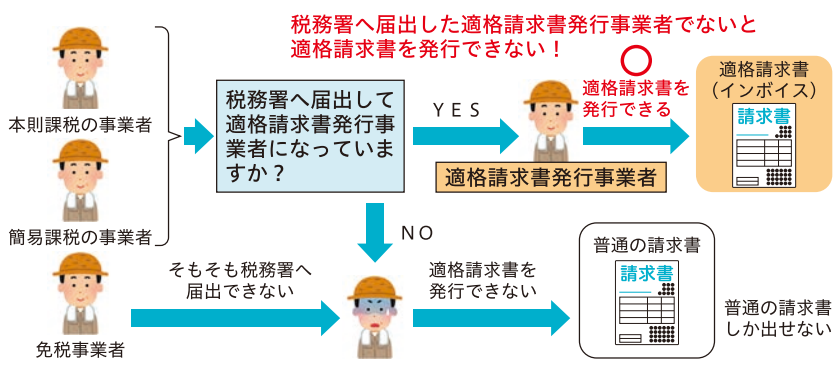 税務署へ届出した適格請求書発行事業者でないと
適格請求書を発行できない！
本則課税の事業者
簡易課税の事業者
免税事業者
税務署へ届出して
適格請求書発行事
業者になっていま
すか？
YES
適格請求書発行事業者
適格請求書を
発行できる
適格請求書
（インボイス）
請求書
NO
そもそも税務署へ
届出できない
適格請求書を
発行できない
普通の請求書
請求書
普通の請求書
しか出せない